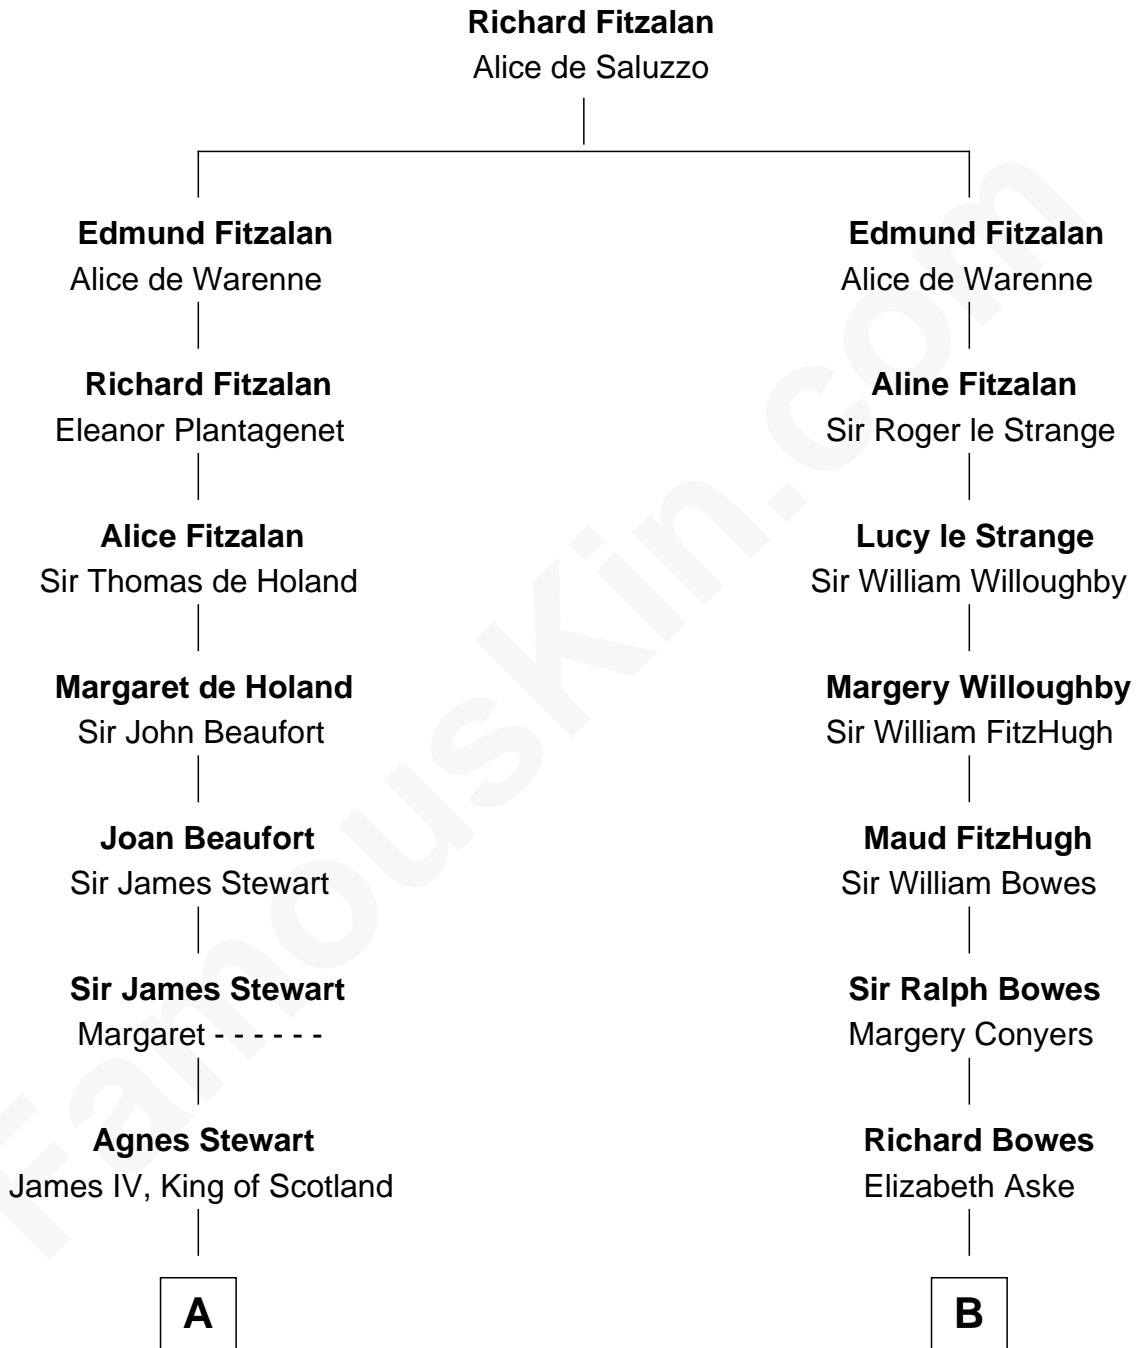 Richard Fitzalan
Alice de Saluzzo
Edmund Fitzalan
Alice de Warenne
Edmund Fitzalan
Alice de Warenne
Richard Fitzalan
Eleanor Plantagenet
Aline Fitzalan
Sir Roger le Strange
Alice Fitzalan
Sir Thomas de Holand
Lucy le Strange
Sir William Willoughby
Margaret de Holand
Sir John Beaufort
Margery Willoughby
Sir William FitzHugh
Joan Beaufort
Sir James Stewart
Maud FitzHugh
Sir William Bowes
Sir James Stewart
Margaret - - - - - -
Sir Ralph Bowes
Margery Conyers
Agnes Stewart
James IV, King of Scotland
Richard Bowes
Elizabeth Aske
A
B
FamousKin.com